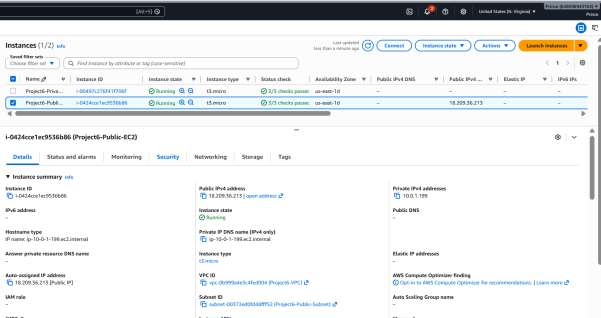 [Alt+S]
United States (N. Virginia)
Prince
Instances (1/2) Info
Last updated
less than a minute ago
Connect
Instance state
Actions
Launch instances
Saved filter sets
Choose filter set
Find Instance by attribute or tag (case-sensitive)
1
Name
Instance ID
Instance state
Instance type
Status check
Availability Zone
Public IPv4 DNS
Public IPv4 ...
Elastic IP
IPv6 IPs
Project6-Priva... Running t3.micro 3/3 checks passed us-east-1d – – – –
Project6-Publi... i-0424ce1ec9536b86 Running t3.micro 3/3 checks passed us-east-1d – 18.209.36.213 – –
i-0424ce1ec9536b86 (Project6-Public-EC2)
Details
Status and alarms
Monitoring
Security
Networking
Storage
Tags
Instance summary Info
Instance ID
i-0424ce1ec9536b86
Public IPv4 address
18.209.36.213 | open address
Private IPv4 addresses
10.0.1.199
IPv6 address
–
Instance state
Running
Public DNS
–
Hostname type
IP name: ip-10-0-1-199.ec2.internal
Private IP DNS name (IPv4 only)
ip-10-0-1-199.ec2.internal
Answer private resource DNS name
–
Instance type
t3.micro
Elastic IP addresses
–
Auto-assigned IP address
18.209.36.213 [Public IP]
VPC ID
(Project6-VPC)
AWS Compute Optimizer finding
Opt-in to AWS Compute Optimizer for recommendations. | Learn more
IAM role
–
Subnet ID
(Project6-Public-Subnet)
Auto Scaling Group name
–